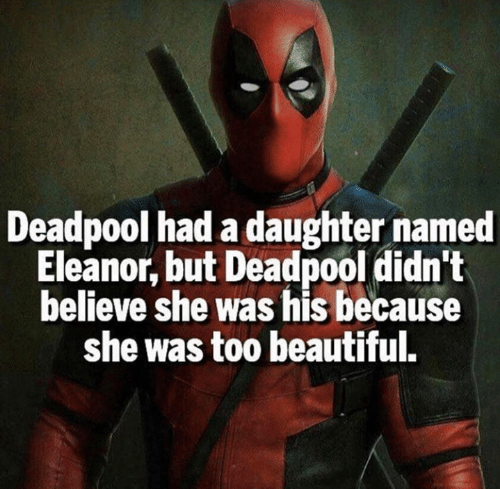 Deadpool had a daughter named
Eleanor, but Deadpool didn't
believe she was his because
she was too beautiful.